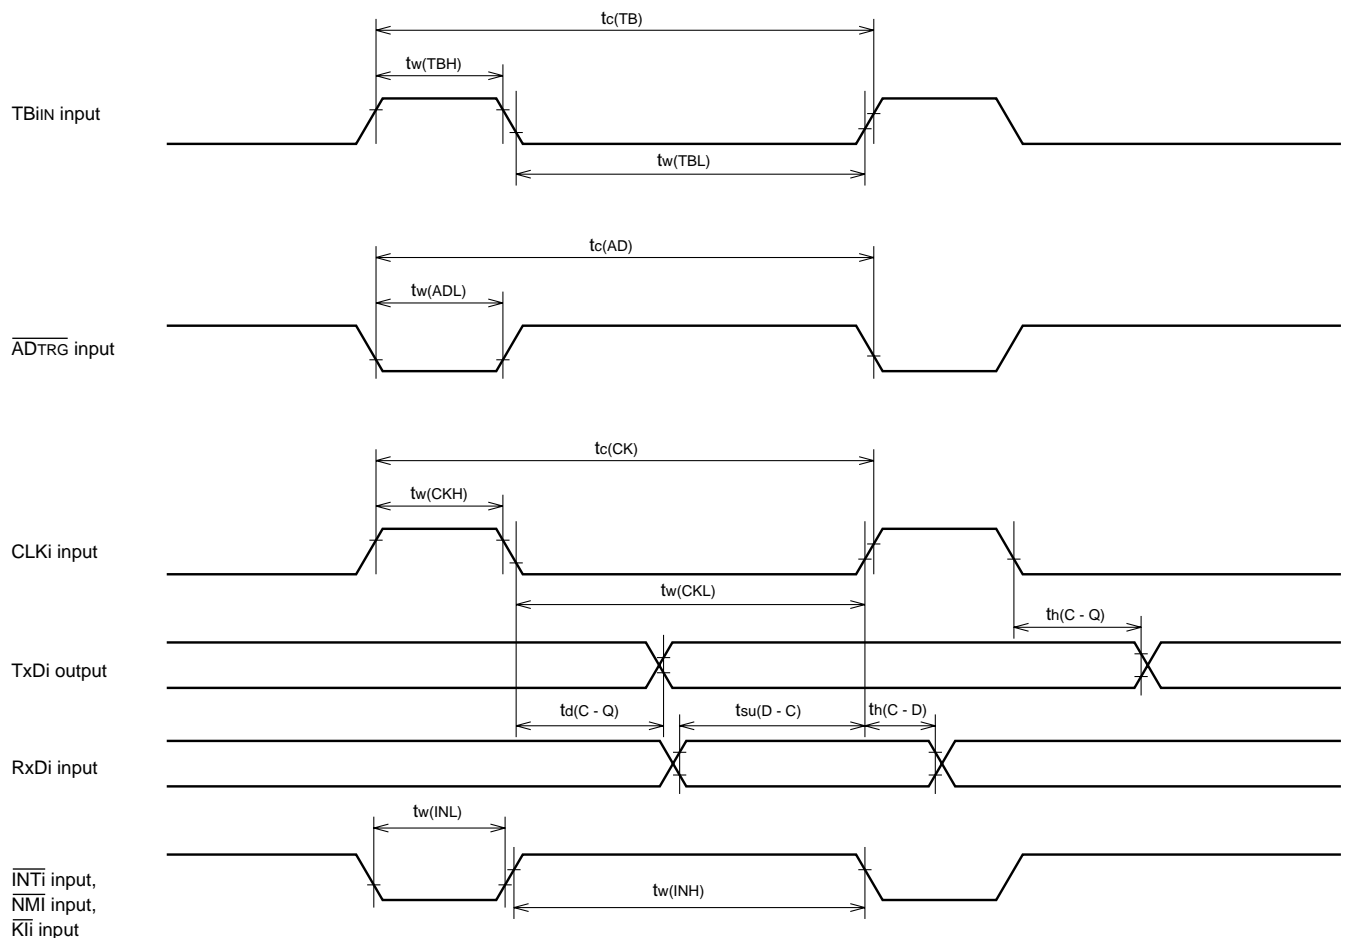 tc(TB)
tw(TBH)
TBiIN input
tw(TBL)
tc(AD)
tw(ADL)
ADTRG input
tc(CK)
tw(CKH)
CLKi input
tw(CKL)
th(C - Q)
TxDi output
td(C - Q)
tsu(D - C)
th(C - D)
RxDi input
tw(INL)
INTi input,
NMI input,
KIi input
tw(INH)